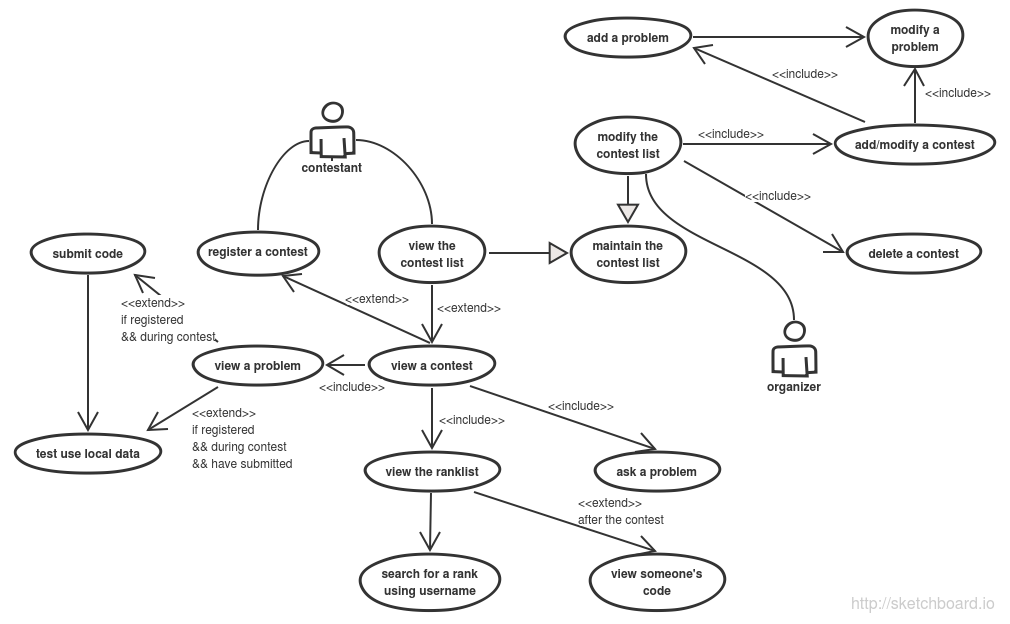 add a problem
modify a
problem
<<include>>
<<include>>
modify the
contest list
<<include>>
add/modify a contest
contestant
<<include>>
submit code
register a contest
view the
contest list
maintain the
contest list
delete a contest
<<extend>>
<<extend>>
<<extend>>
if registered
&& during contest
view a problem
view a contest
organizer
<<include>>
<<extend>>
if registered
&& during contest
&& have submitted
<<include>>
<<include>>
test use local data
view the ranklist
ask a problem
<<extend>>
after the contest
search for a rank
using username
view someone's
code
http://sketchboard.io